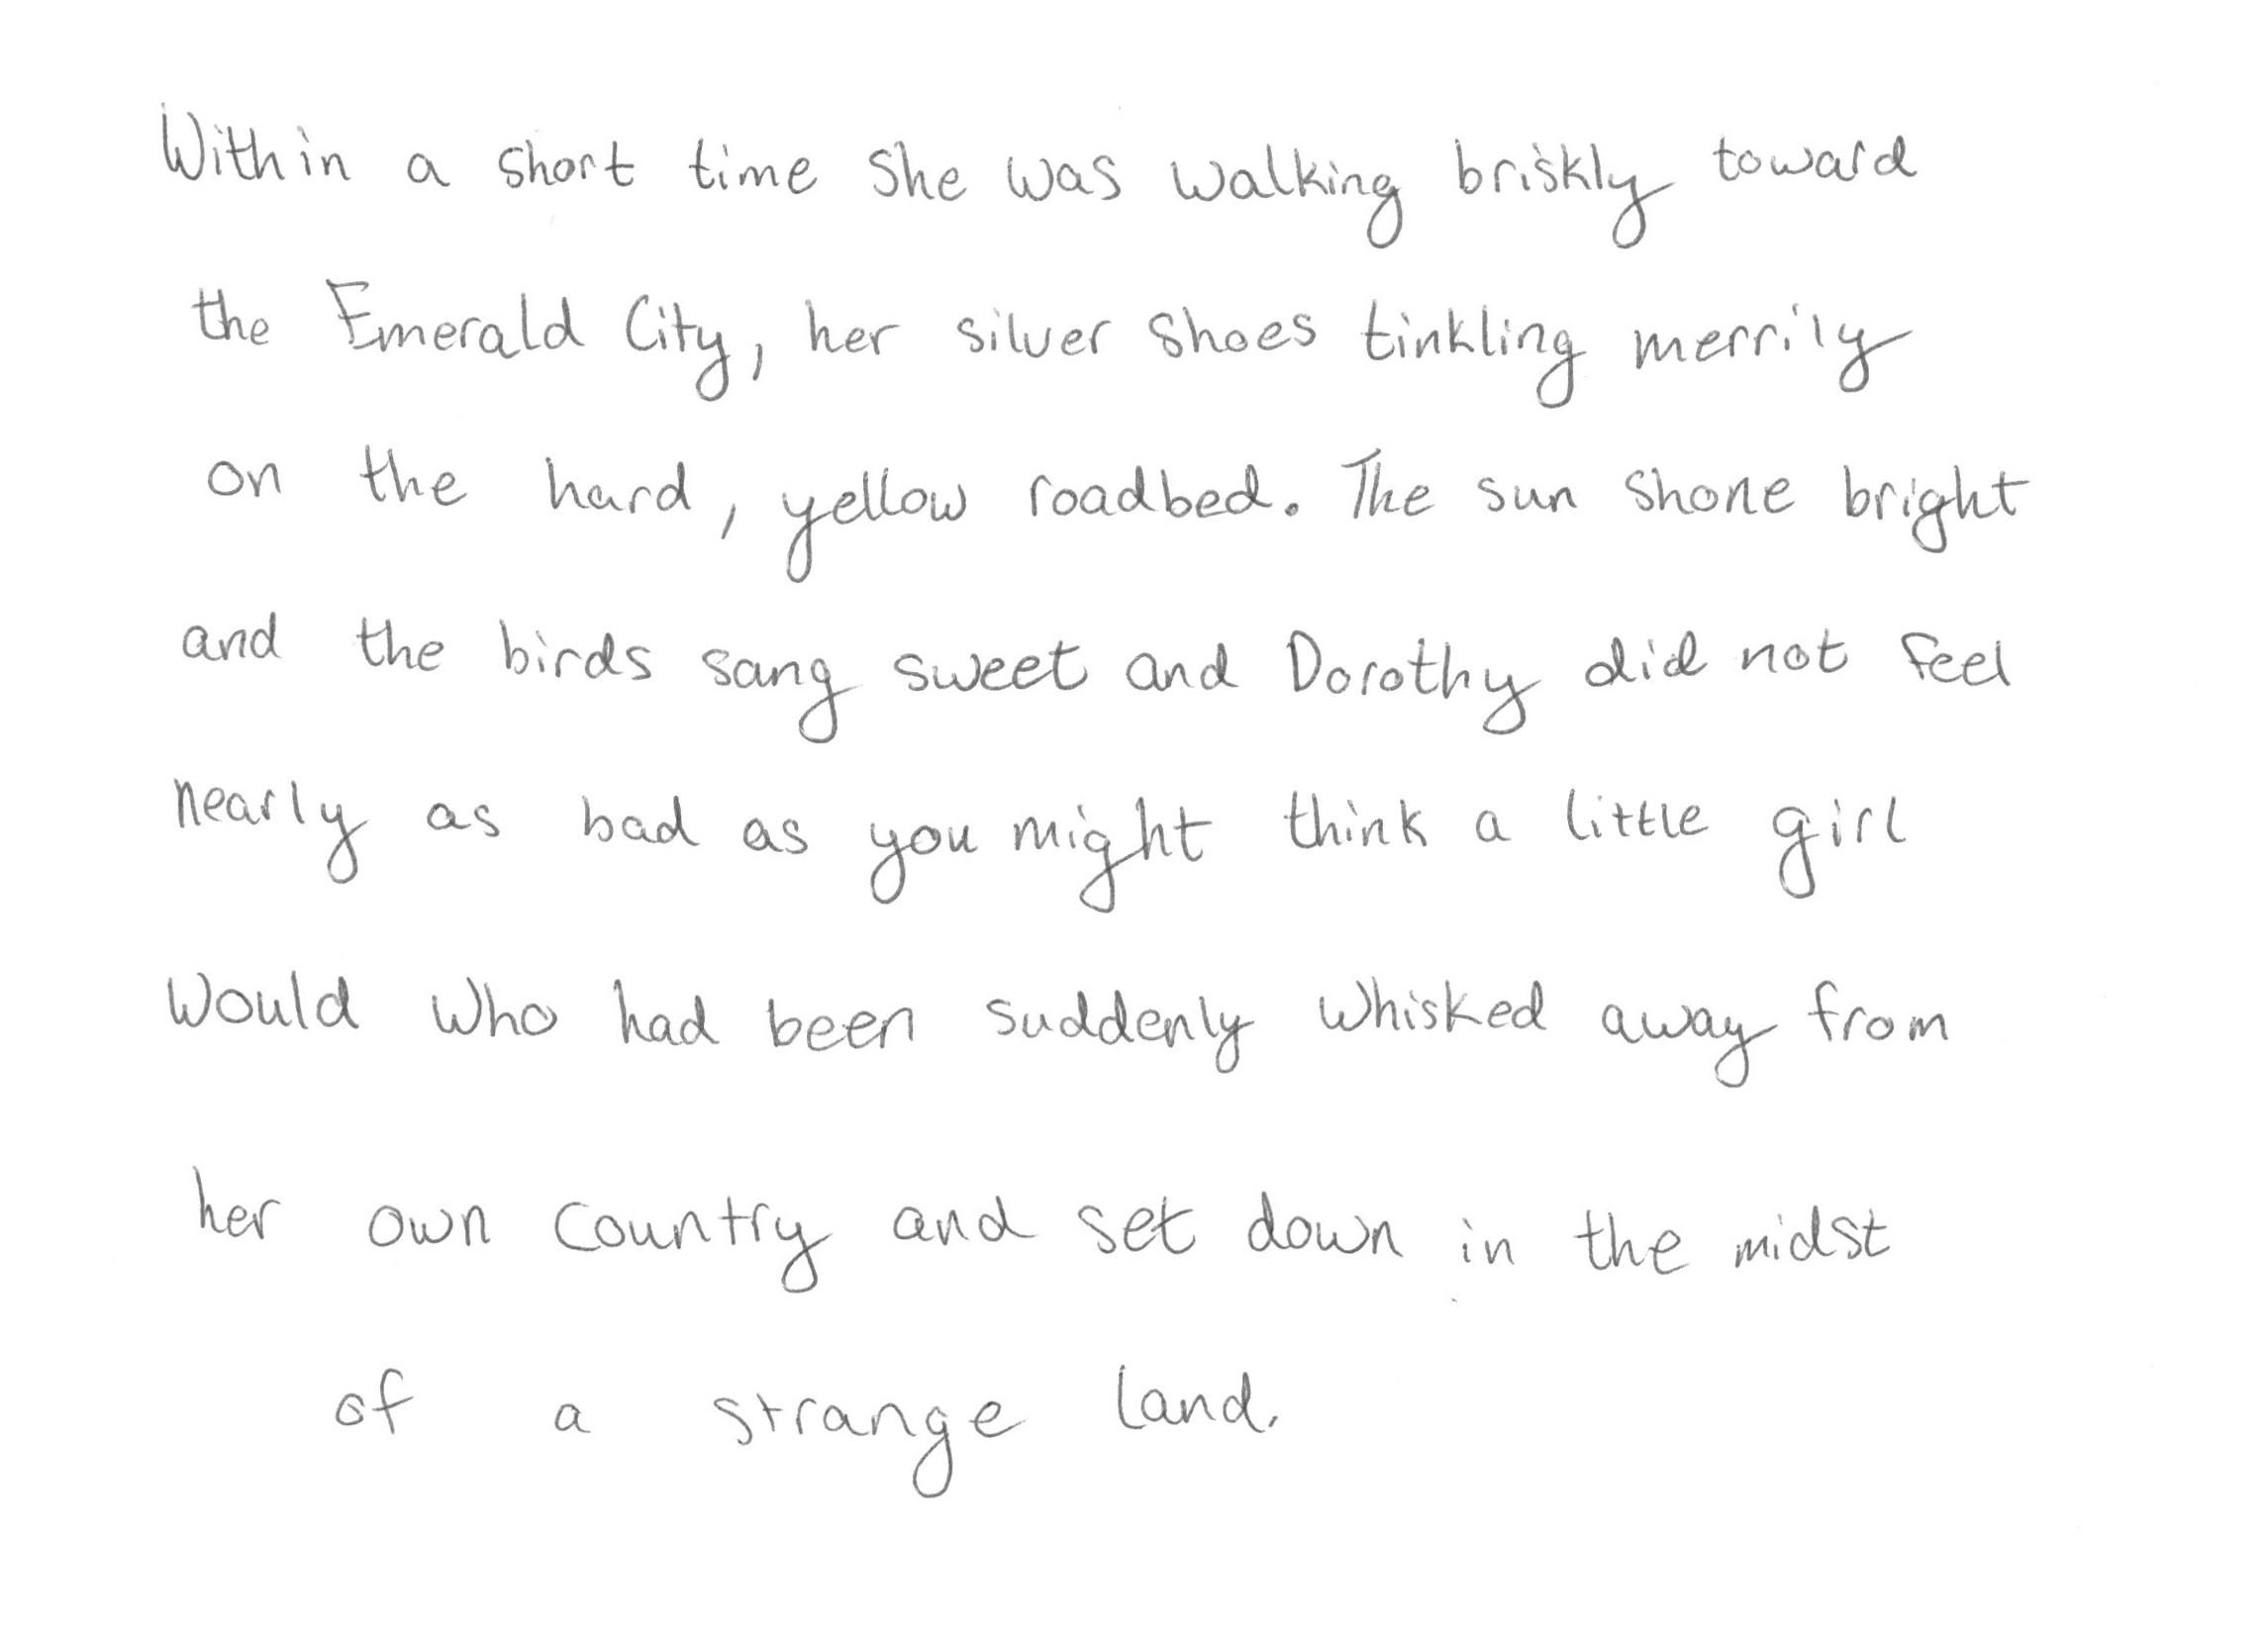 Within a short time she was walking briskly toward
the Emerald City, her silver shoes tinkling merrily
on the hard, yellow roadbed. The sun shone bright
and the birds sang sweet and Dorothy did not feel
nearly as bad as you might think a little girl
would who had been suddenly whisked away from
her own country and set down in the midst
of a strange land.